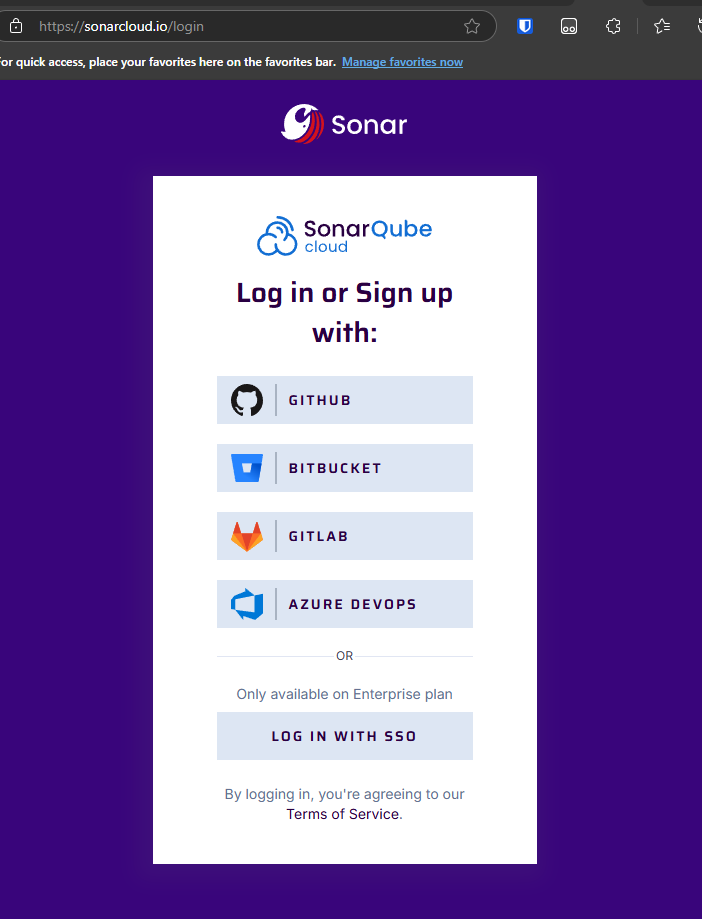 https://sonarcloud.io/login
or quick access, place your favorites here on the favorites bar. Manage favorites now
Sonar
SonarQube
cloud
Log in or Sign up
with:
GITHUB
BITBUCKET
GITLAB
AZURE DEVOPS
OR
Only available on Enterprise plan
LOG IN WITH SSO
By logging in, you're agreeing to our
Terms of Service.